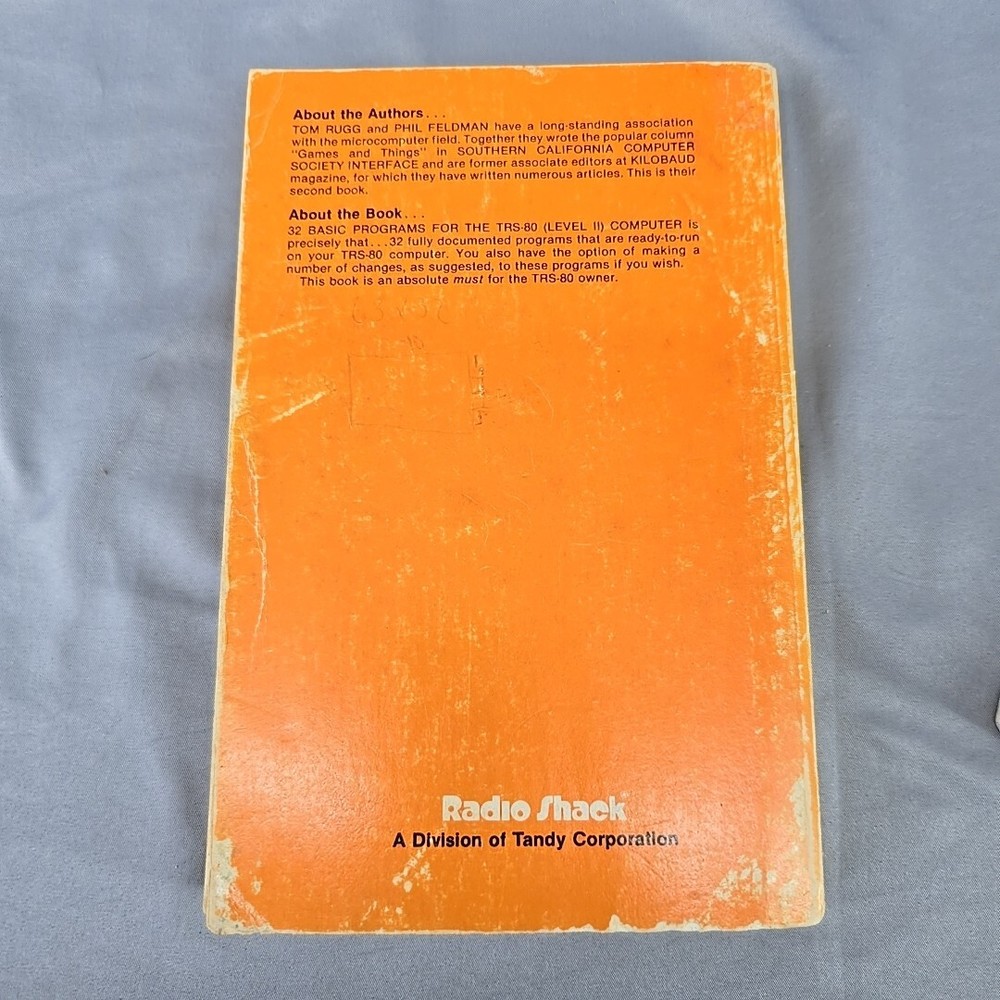 About the Authors...
TOM RUGG and PHIL FELDMAN have a long-standing association
with the microcomputer field. Together they wrote the popular column
"Games and Things" in SOUTHERN CALIFORNIA COMPUTER
SOCIETY INTERFACE and are former associate editors at KILOBAUD
magazine, for which they have written numerous articles. This is their
second book.
About the Book...
32 BASIC PROGRAMS FOR THE TRS-80 (LEVEL II) COMPUTER is
precisely that...32 fully documented programs that are ready-to-run
on your TRS-80 computer. You also have the option of making a
number of changes, as suggested, to these programs if you wish.
This book is an absolute must for the TRS-80 owner.
Radio Shack
A Division of Tandy Corporation